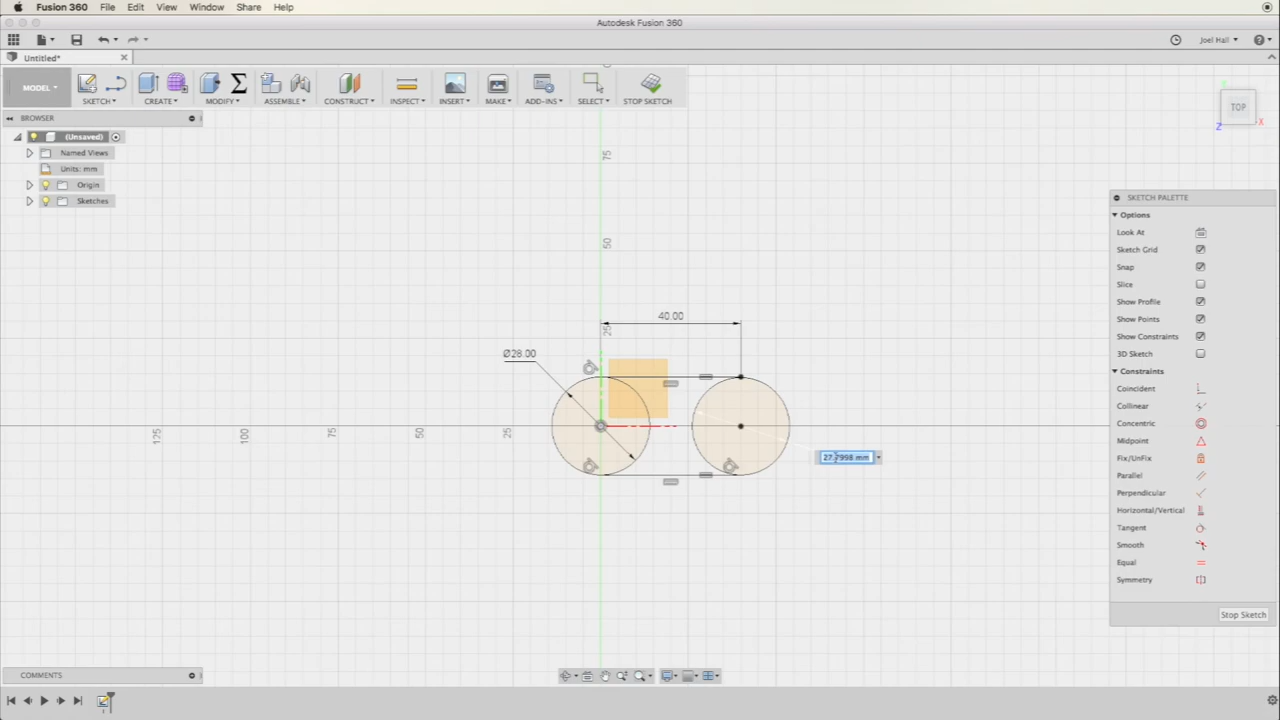 Fusion 360 File Edit View Window Share Help
Autodesk Fusion 360
Joel Hall
Untitled*
MODEL
SKETCH
CREATE
MODIFY
ASSEMBLE
CONSTRUCT
INSPECT
INSERT
MAKE
ADD-INS
SELECT
STOP SKETCH
TOP
X
Z
BROWSER
(Unsaved)
Named Views
Units: mm
Origin
Sketches
75
50
25
40.00
Ø28.00
125
100
75
50
25
27.7998 mm
SKETCH PALETTE
Options
Look At
Sketch Grid
Snap
Slice
Show Profile
Show Points
Show Constraints
3D Sketch
Constraints
Coincident
Collinear
Concentric
Midpoint
Fix/UnFix
Parallel
Perpendicular
Horizontal/Vertical
Tangent
Smooth
Equal
Symmetry
Stop Sketch
COMMENTS